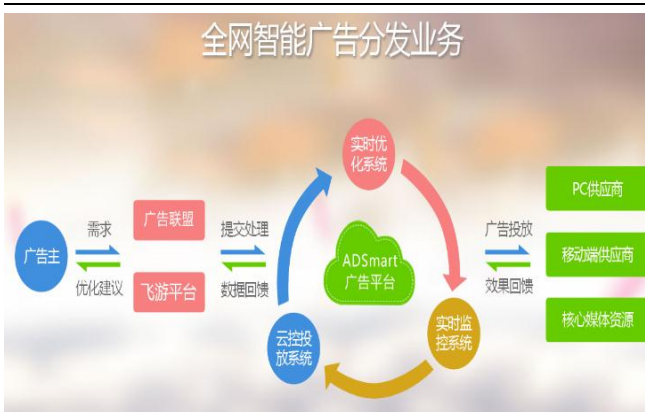 全网智能广告分发业务
广告主
需求
优化建议
广告联盟
飞游平台
提交处理
数据回馈
实时优
化系统
ADSmart
广告平台
云控投
放系统
实时监
控系统
广告投放
效果回馈
PC供应商
移动端供应商
核心媒体资源